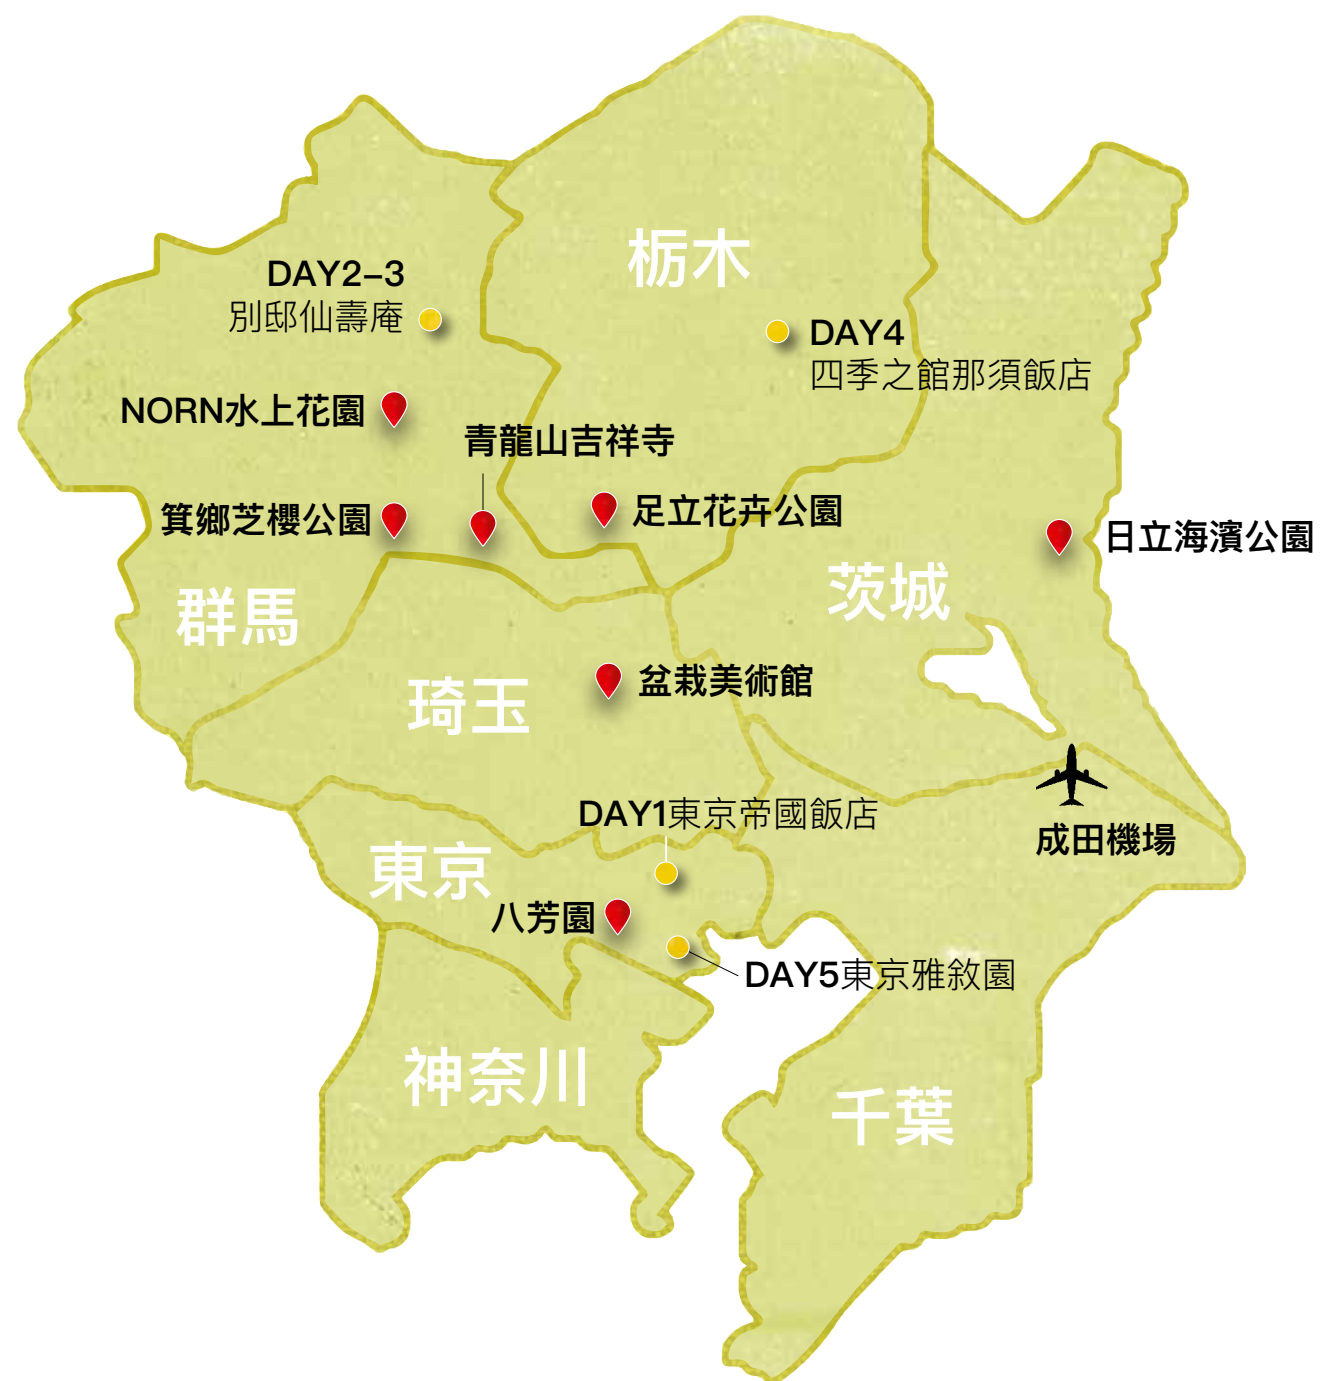 栃木
DAY2–3
別邸仙壽庵
DAY4
四季之館那須飯店
NORN水上花園
青龍山吉祥寺
箕鄉芝櫻公園
足立花卉公園
日立海濱公園
茨城
群馬
盆栽美術館
琦玉
DAY1東京帝國飯店
成田機場
東京
八芳園
DAY5東京雅敘園
神奈川
千葉